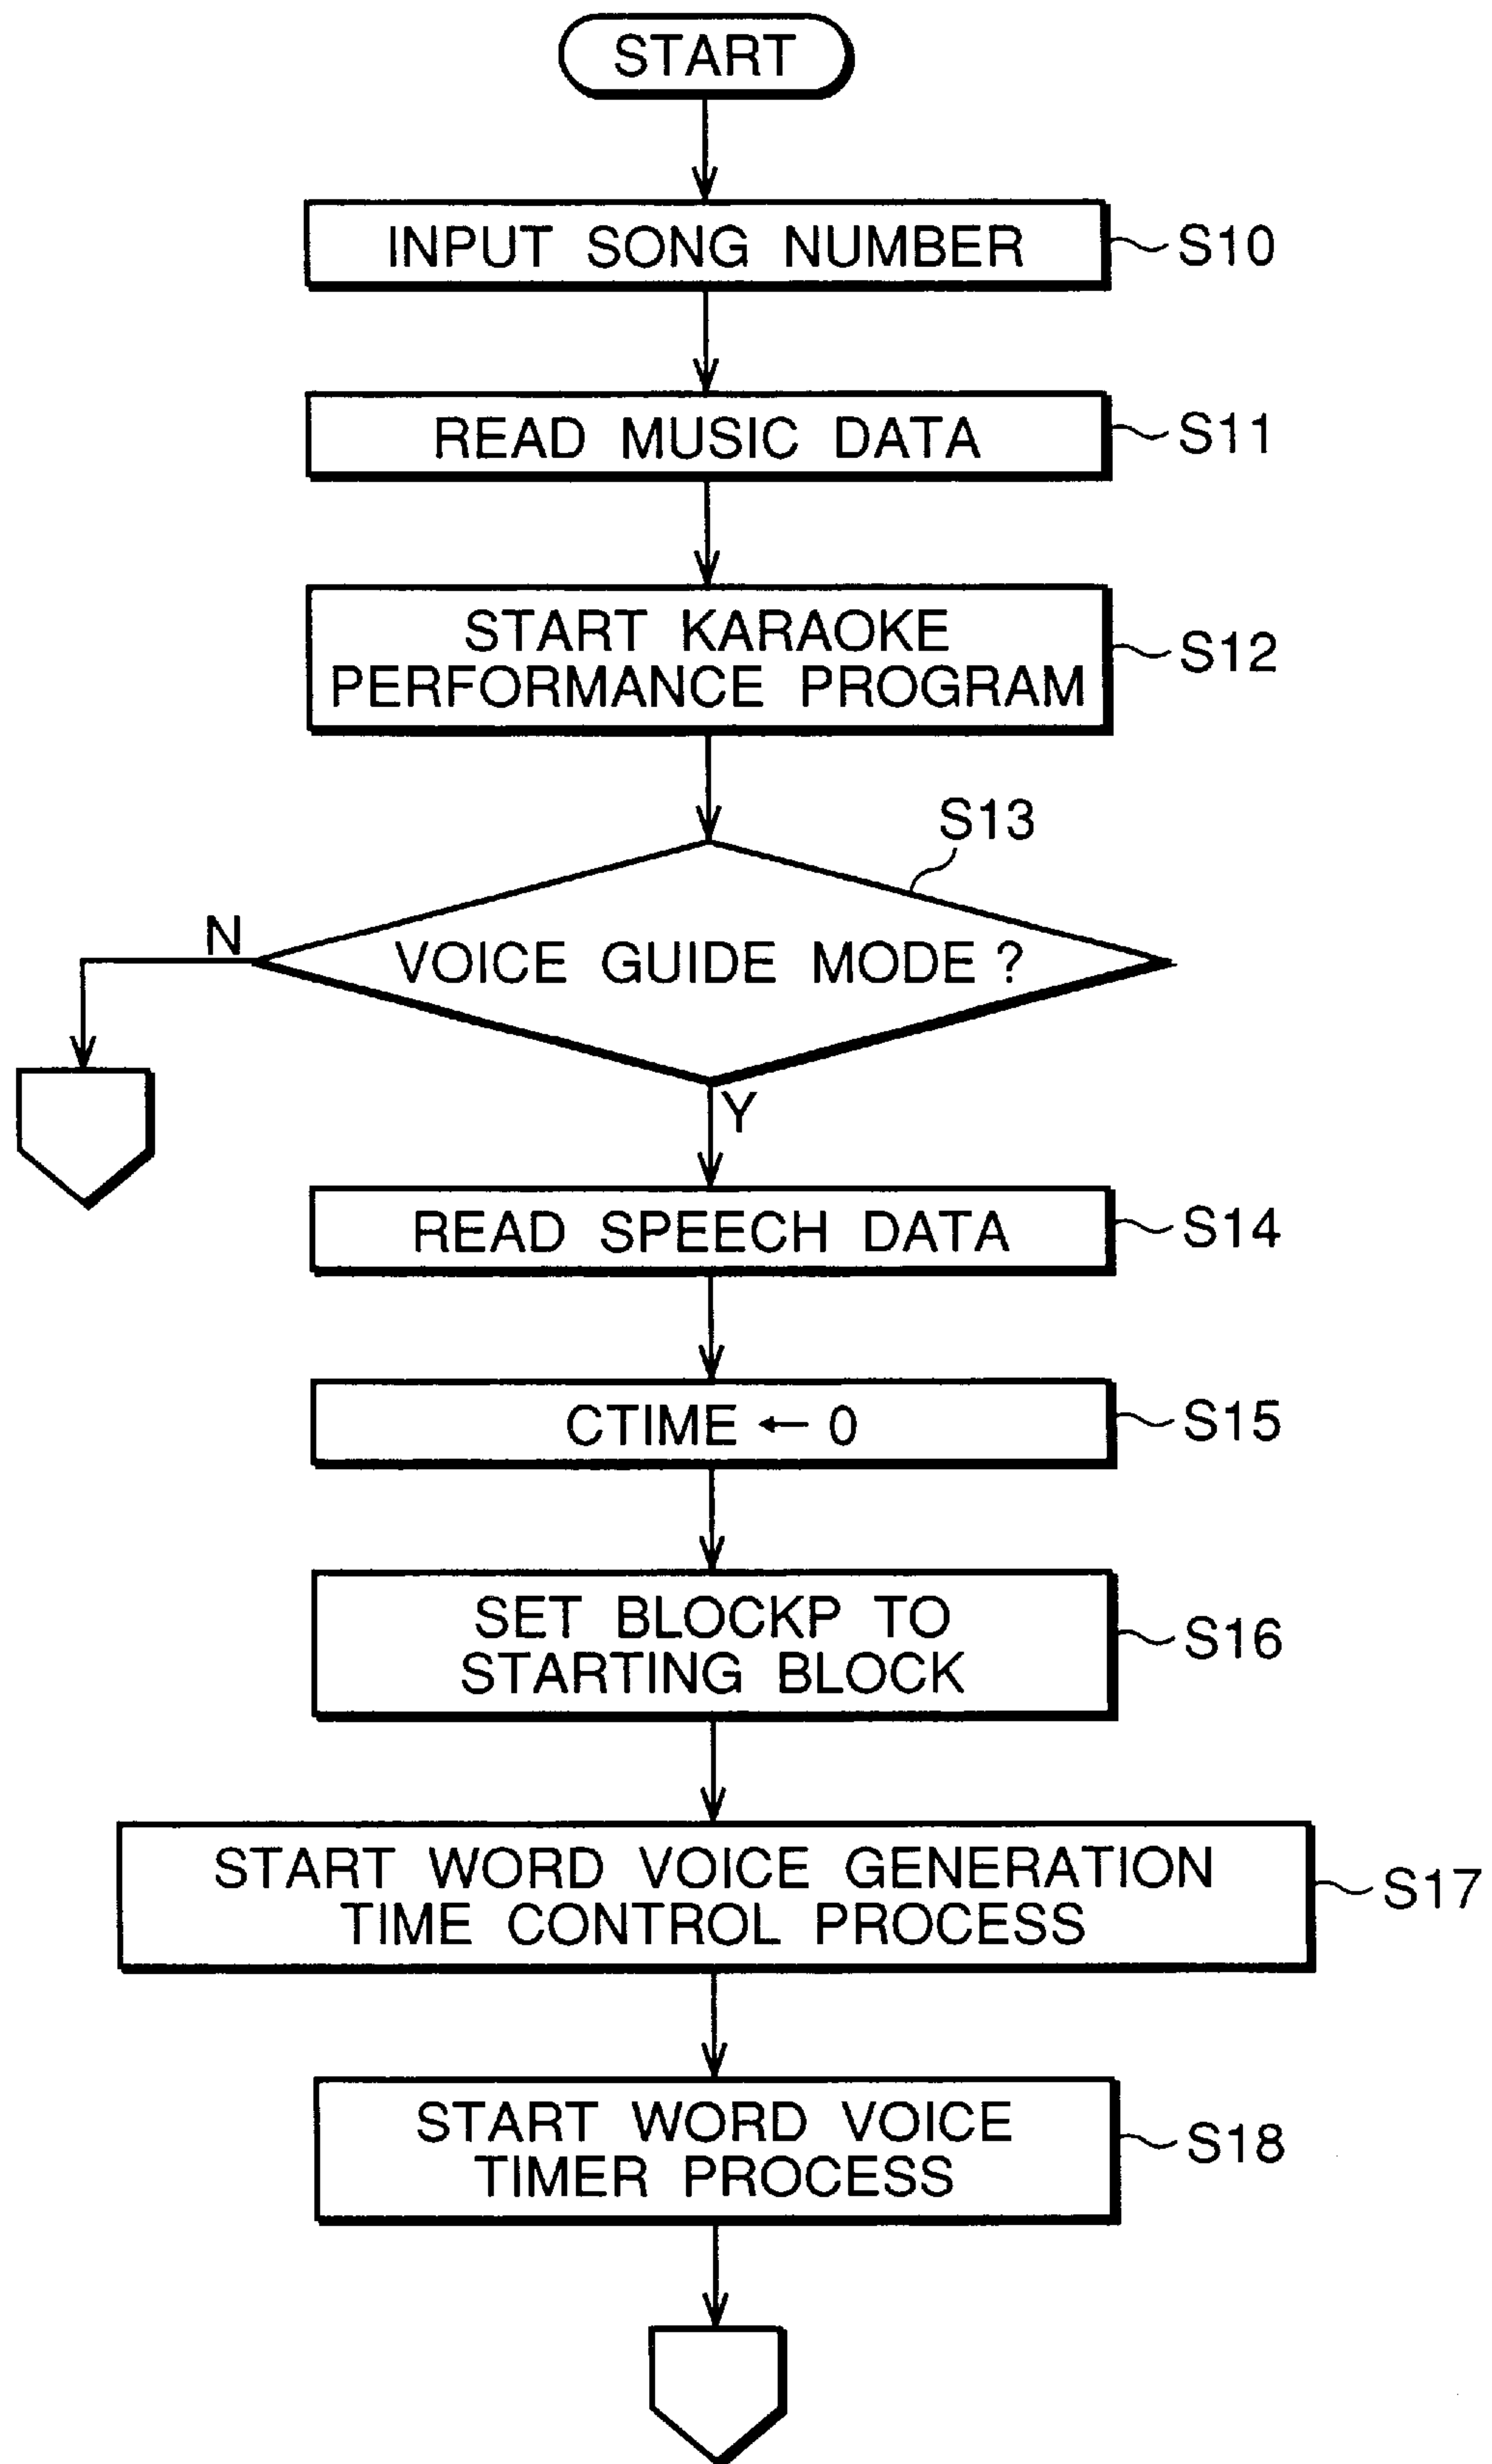 START
INPUT SONG NUMBER
S10
READ MUSIC DATA
S11
START KARAOKE
PERFORMANCE PROGRAM
S12
S13
N
VOICE GUIDE MODE ?
Y
READ SPEECH DATA
S14
CTIME ← 0
S15
SET BLOCKP TO
STARTING BLOCK
S16
START WORD VOICE GENERATION
TIME CONTROL PROCESS
S17
START WORD VOICE
TIMER PROCESS
S18